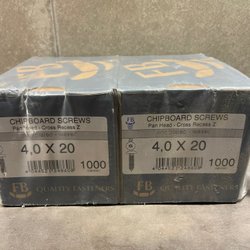 FB
FB
CHIPBOARD SCREWS
Pan Head - Cross Recess Z
4,0 X 20
1000
FB
QUALITY FASTENERS
CHIPBOARD SCREWS
Pan Head - Cross Recess Z
4,0 X 20
1000
FB
QUALITY FASTENERS